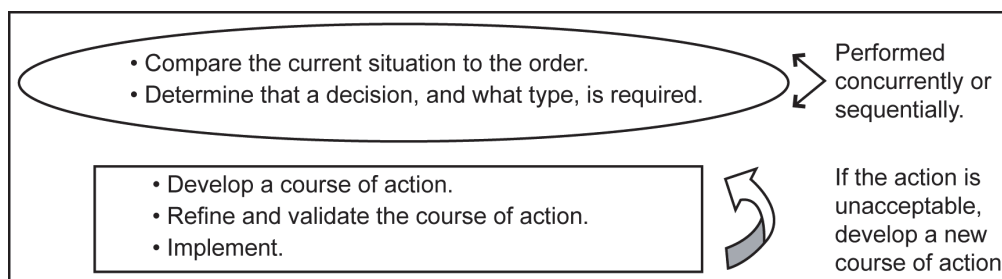 • Compare the current situation to the order.
• Determine that a decision, and what type, is required.
Performed
concurrently or
sequentially.
• Develop a course of action.
• Refine and validate the course of action.
• Implement.
If the action is
unacceptable,
develop a new
course of action